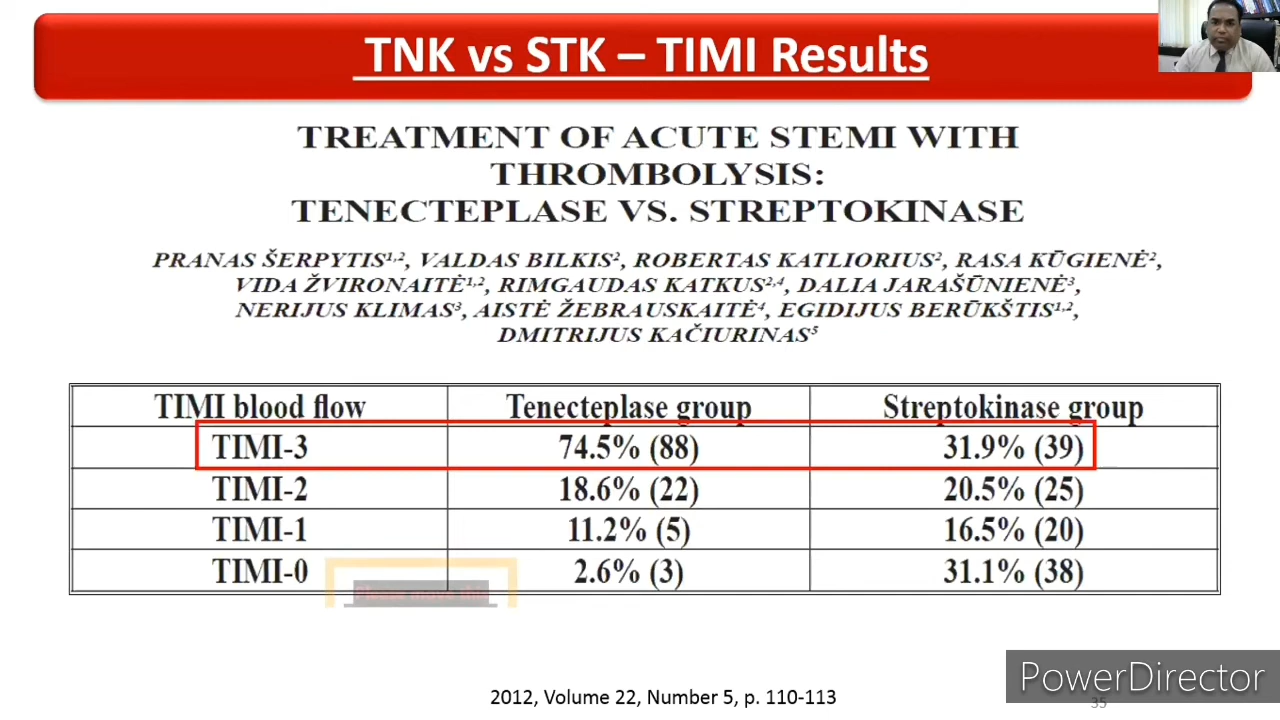 TNK vs STK – TIMI Results
TREATMENT OF ACUTE STEMI WITH
THROMBOLYSIS:
TENECTEPLASE VS. STREPTOKINASE
PRANAS ŠERPYTIS¹,², VALDAS BILKIS², ROBERTAS KATLIORIUS², RASA KŪGIENĖ²,
VIDA ŽVIRONAITĖ¹,², RIMGAUDAS KATKUS²,⁴, DALIA JARAŠŪNIENĖ³,
NERIJUS KLIMAS³, AISTĖ ŽEBRAUSKAITĖ⁴, EGIDIJUS BERŪKŠTIS¹,²,
DMITRIJUS KAČIURINAS⁵
TIMI blood flow Tenecteplase group Streptokinase group
TIMI-3 74.5% (88) 31.9% (39)
TIMI-2 18.6% (22) 20.5% (25)
TIMI-1 11.2% (5) 16.5% (20)
TIMI-0 2.6% (3) 31.1% (38)
Please move this
2012, Volume 22, Number 5, p. 110-113
PowerDirector
35